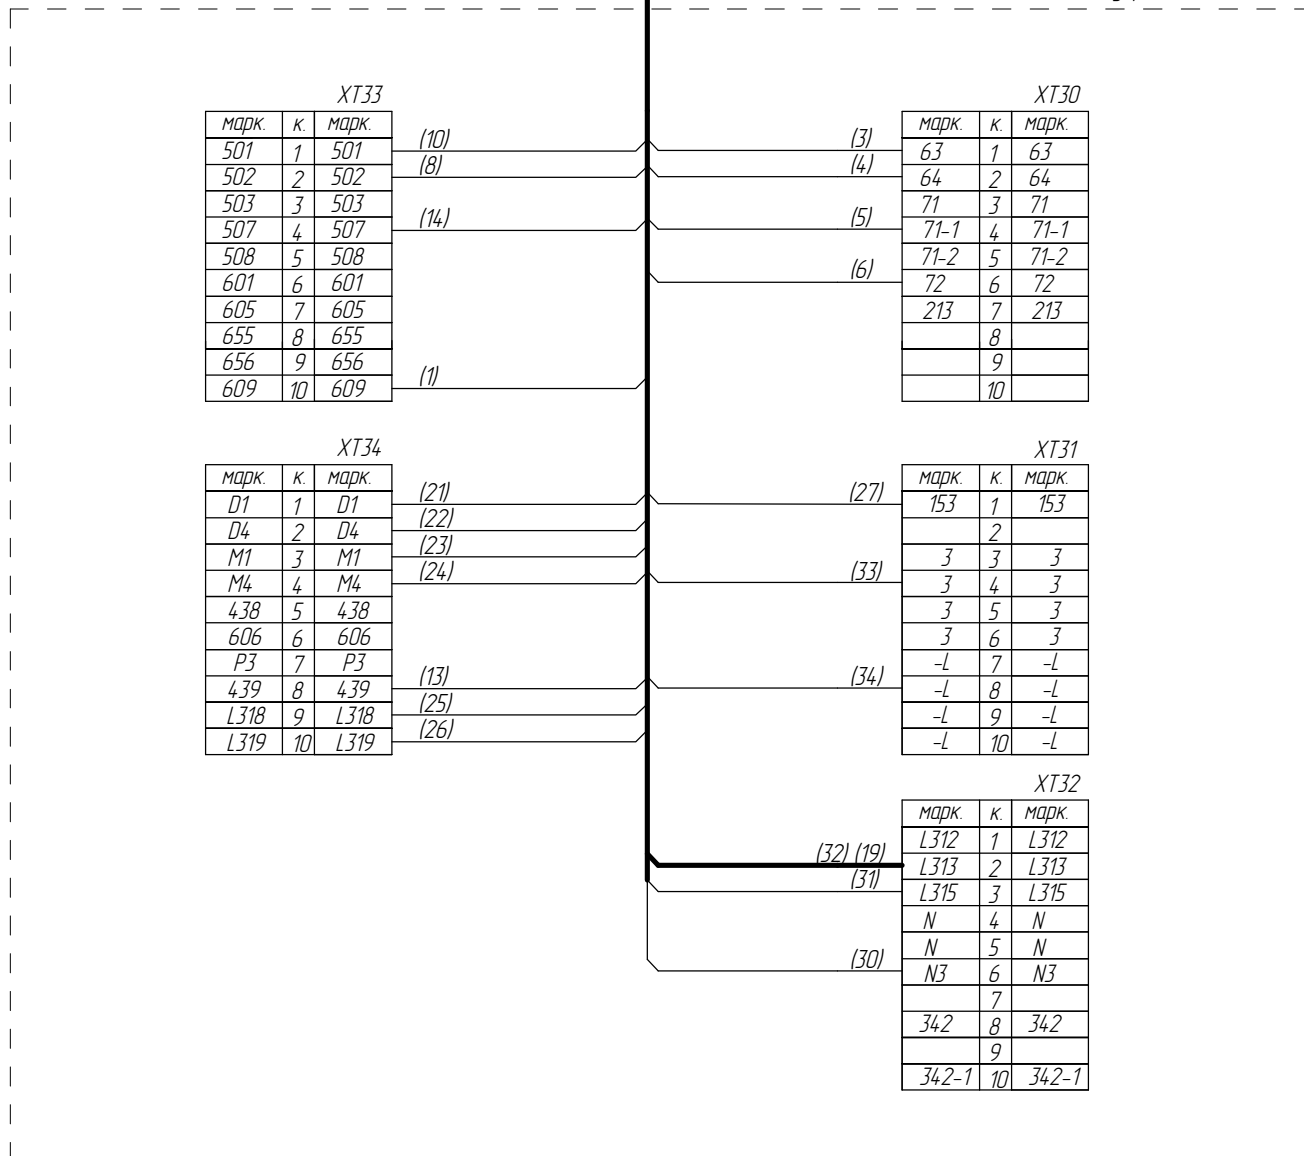 XT33
марк. к. марк.
501 1 501 (10)
502 2 502 (8)
503 3 503
507 4 507 (14)
508 5 508
601 6 601
605 7 605
655 8 655
656 9 656
609 10 609 (1)
XT34
марк. к. марк.
D1 1 D1 (21)
D4 2 D4 (22)
M1 3 M1 (23)
M4 4 M4 (24)
438 5 438
606 6 606
P3 7 P3
439 8 439 (13)
L318 9 L318 (25)
L319 10 L319 (26)
XT30
марк. к. марк.
(3) 63 1 63
(4) 64 2 64
71 3 71
(5) 71-1 4 71-1
71-2 5 71-2
(6) 72 6 72
213 7 213
8
9
10
XT31
марк. к. марк.
(27) 153 1 153
2
3 3 3
(33) 3 4 3
3 5 3
3 6 3
-L 7 -L
(34) -L 8 -L
-L 9 -L
-L 10 -L
XT32
марк. к. марк.
L312 1 L312
(32) (19) L313 2 L313
(31) L315 3 L315
N 4 N
N 5 N
(30) N3 6 N3
7
342 8 342
9
342-1 10 342-1